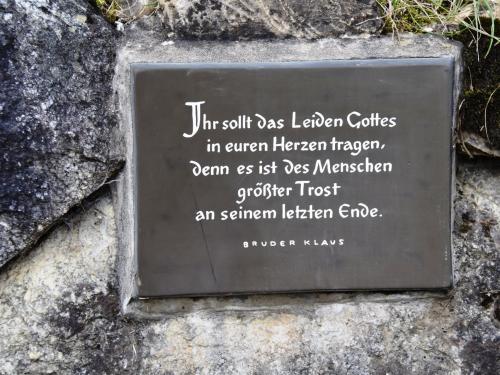 Ihr sollt das Leiden Gottes
in euren Herzen tragen,
denn es ist des Menschen
größter Trost
an seinem letzten Ende.
BRUDER KLAUS